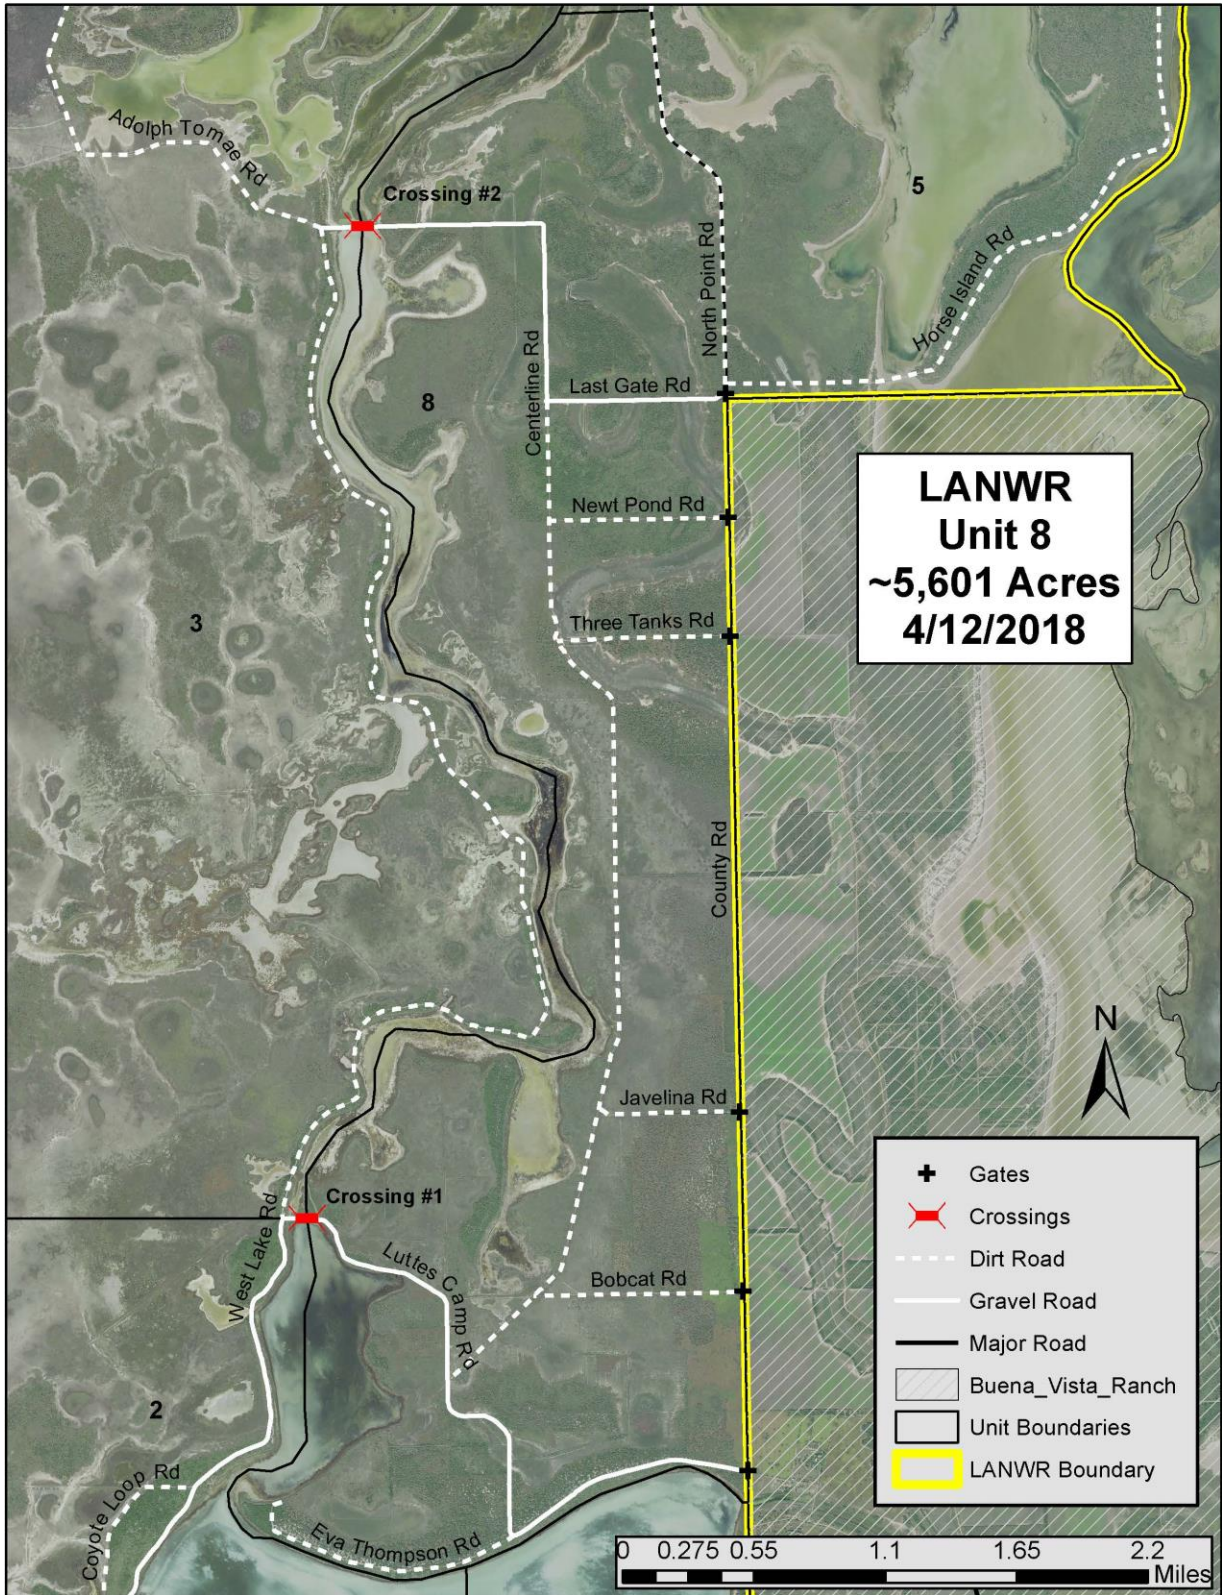 Adolph Tomae Rd
Crossing #2
5
North Point Rd
Horse Island Rd
Centerline Rd
Last Gate Rd
8
LANWR
Unit 8
~5,601 Acres
4/12/2018
Newt Pond Rd
3
Three Tanks Rd
County Rd
N
Javelina Rd
Crossing #1
West Lake Rd
Luttes Camp Rd
Bobcat Rd
2
Coyote Loop Rd
Eva Thompson Rd
Gates
Crossings
Dirt Road
Gravel Road
Major Road
Buena_Vista_Ranch
Unit Boundaries
LANWR Boundary
0 0.275 0.55 1.1 1.65 2.2
Miles